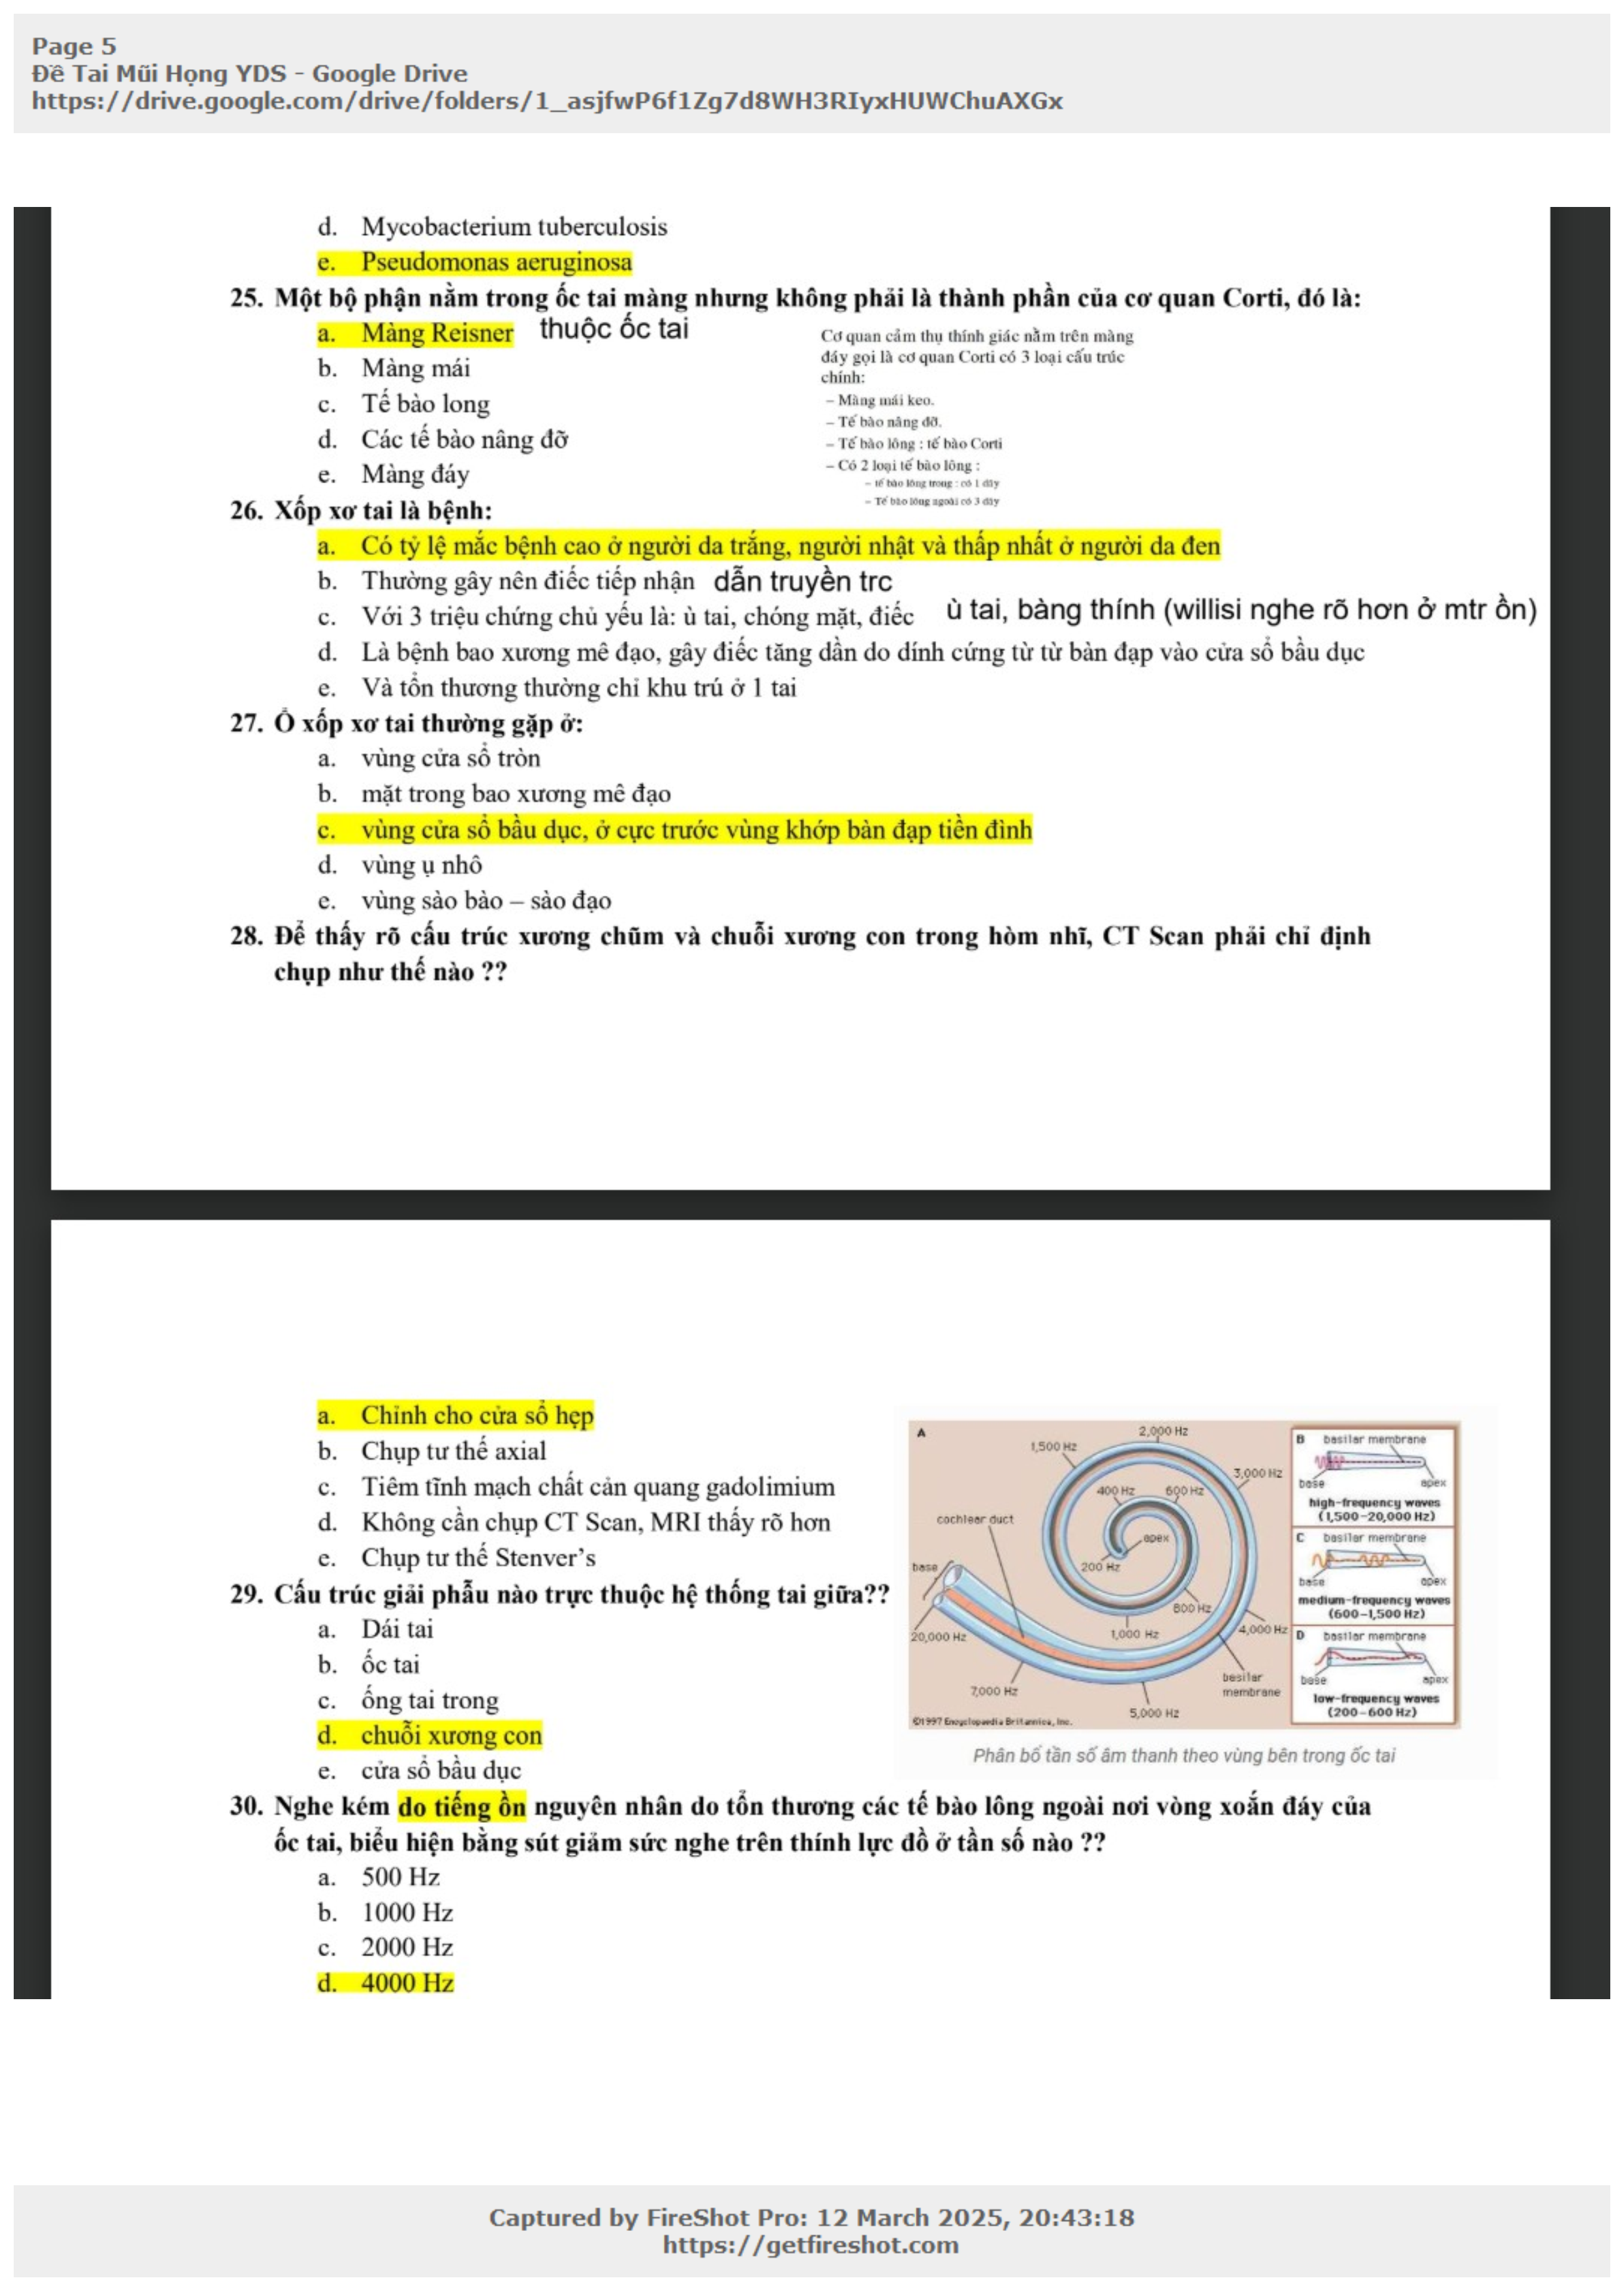 Page 5
Đề Tai Mũi Họng YDS - Google Drive
https://drive.google.com/drive/folders/1_asjfwP6f1Zg7d8WH3RIyxHUWChuAXGx
d. Mycobacterium tuberculosis
e. Pseudomonas aeruginosa
25. Một bộ phận nằm trong ốc tai màng nhưng không phải là thành phần của cơ quan Corti, đó là:
a. Màng Reisner thuộc ốc tai
b. Màng mái
c. Tế bào long
d. Các tế bào nâng đỡ
e. Màng đáy
Cơ quan cảm thụ thính giác nằm trên màng
đáy gọi là cơ quan Corti có 3 loại cấu trúc
chính:
– Màng mái keo.
– Tế bào nâng đỡ.
– Tế bào lông : tế bào Corti
– Có 2 loại tế bào lông :
– tế bào lông trong : có 1 dãy
– Tế bào lông ngoài có 3 dãy
26. Xốp xơ tai là bệnh:
a. Có tỷ lệ mắc bệnh cao ở người da trắng, người nhật và thấp nhất ở người da đen
b. Thường gây nên điếc tiếp nhận dẫn truyền trc
c. Với 3 triệu chứng chủ yếu là: ù tai, chóng mặt, điếc ù tai, bàng thính (willisi nghe rõ hơn ở mtr ồn)
d. Là bệnh bao xương mê đạo, gây điếc tăng dần do dính cứng từ từ bàn đạp vào cửa sổ bầu dục
e. Và tổn thương thường chỉ khu trú ở 1 tai
27. Ổ xốp xơ tai thường gặp ở:
a. vùng cửa sổ tròn
b. mặt trong bao xương mê đạo
c. vùng cửa sổ bầu dục, ở cực trước vùng khớp bàn đạp tiền đình
d. vùng ụ nhô
e. vùng sào bào – sào đạo
28. Để thấy rõ cấu trúc xương chũm và chuỗi xương con trong hòm nhĩ, CT Scan phải chỉ định
chụp như thế nào ??
a. Chỉnh cho cửa sổ hẹp
b. Chụp tư thế axial
c. Tiêm tĩnh mạch chất cản quang gadolimium
d. Không cần chụp CT Scan, MRI thấy rõ hơn
e. Chụp tư thế Stenver’s
29. Cấu trúc giải phẫu nào trực thuộc hệ thống tai giữa??
a. Dái tai
b. ốc tai
c. ống tai trong
d. chuỗi xương con
e. cửa sổ bầu dục
A
2,000 Hz
1,500 Hz
3,000 Hz
400 Hz
600 Hz
cochlear duct
apex
base
200 Hz
800 Hz
20,000 Hz
1,000 Hz
4,000 Hz
7,000 Hz
basilar
membrane
5,000 Hz
©1997 Encyclopaedia Britannica, Inc.
B basilar membrane
base apex
high-frequency waves
(1,500–20,000 Hz)
C basilar membrane
base apex
medium-frequency waves
(600–1,500 Hz)
D basilar membrane
base apex
low-frequency waves
(200–600 Hz)
Phân bố tần số âm thanh theo vùng bên trong ốc tai
30. Nghe kém do tiếng ồn nguyên nhân do tổn thương các tế bào lông ngoài nơi vòng xoắn đáy của
ốc tai, biểu hiện bằng sút giảm sức nghe trên thính lực đồ ở tần số nào ??
a. 500 Hz
b. 1000 Hz
c. 2000 Hz
d. 4000 Hz
Captured by FireShot Pro: 12 March 2025, 20:43:18
https://getfireshot.com